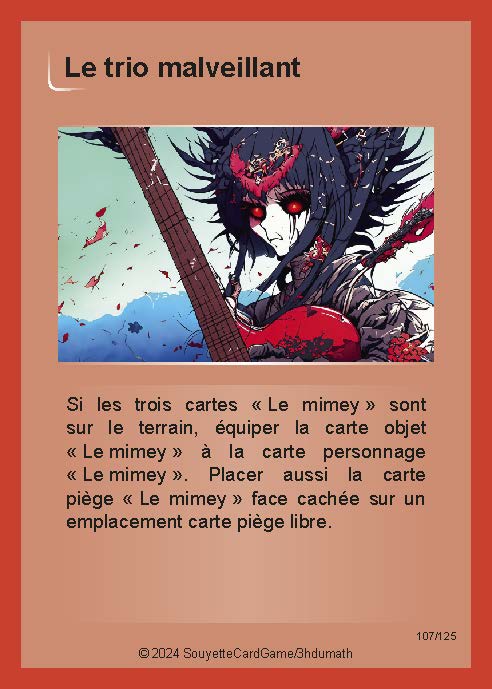 Le trio malveillant
Si les trois cartes « Le mimey » sont
sur le terrain, équiper la carte objet
« Le mimey » à la carte personnage
« Le mimey ». Placer aussi la carte
piège « Le mimey » face cachée sur un
emplacement carte piège libre.
107/125
© 2024 SouyetteCardGame/3hdumath